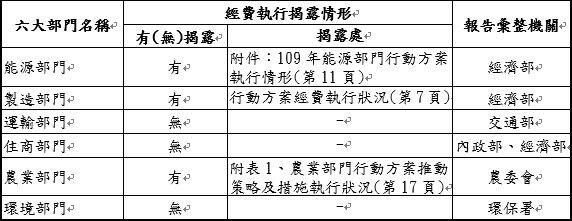 六大部門名稱
經費執行揭露情形
報告彙整機關
有(無)揭露
揭露處
能源部門
有
附件：109年能源部門行動方案
執行情形(第11頁)
經濟部
製造部門
有
行動方案經費執行狀況(第7頁)
經濟部
運輸部門
無
-
交通部
住商部門
無
-
內政部、經濟部
農業部門
有
附表1、農業部門行動方案推動
策略及措施執行狀況(第17頁)
農委會
環境部門
無
-
環保署